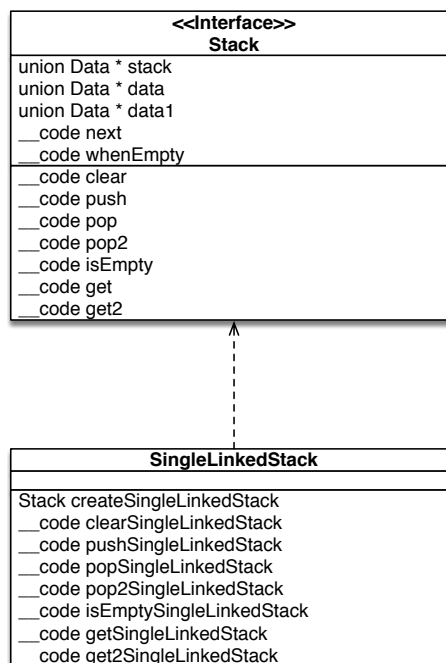 <<Interface>>
Stack
union Data * stack
union Data * data
union Data * data1
__code next
__code whenEmpty
__code clear
__code push
__code pop
__code pop2
__code isEmpty
__code get
__code get2
SingleLinkedStack
Stack createSingleLinkedStack
__code clearSingleLinkedStack
__code pushSingleLinkedStack
__code popSingleLinkedStack
__code pop2SingleLinkedStack
__code isEmptySingleLinkedStack
__code getSingleLinkedStack
__code get2SingleLinkedStack